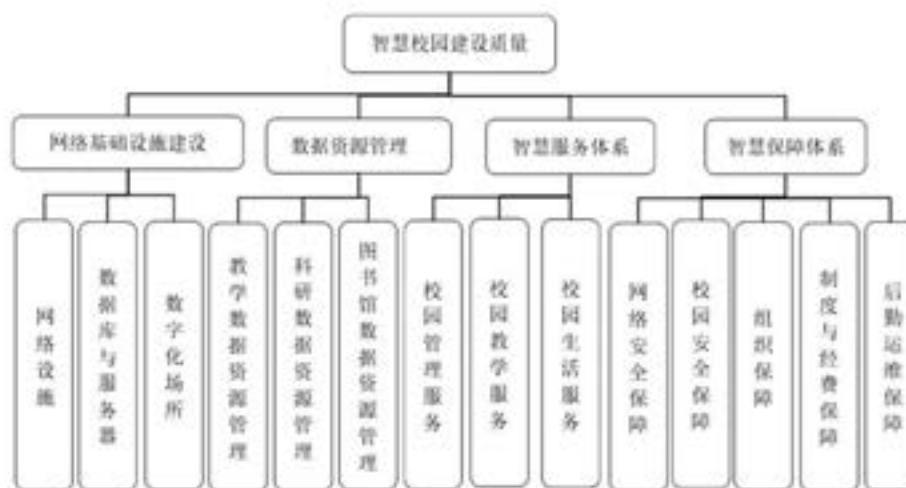 智慧校园建设质量
网络基础设施建设
数据资源管理
智慧服务体系
智慧保障体系
网络设施
数据库与服务器
数字化场所
教学数据资源管理
科研数据资源管理
图书馆数据资源管理
校园管理服务
校园教学服务
校园生活服务
网络安全保障
校园安全保障
组织保障
制度与经费保障
后勤运维保障